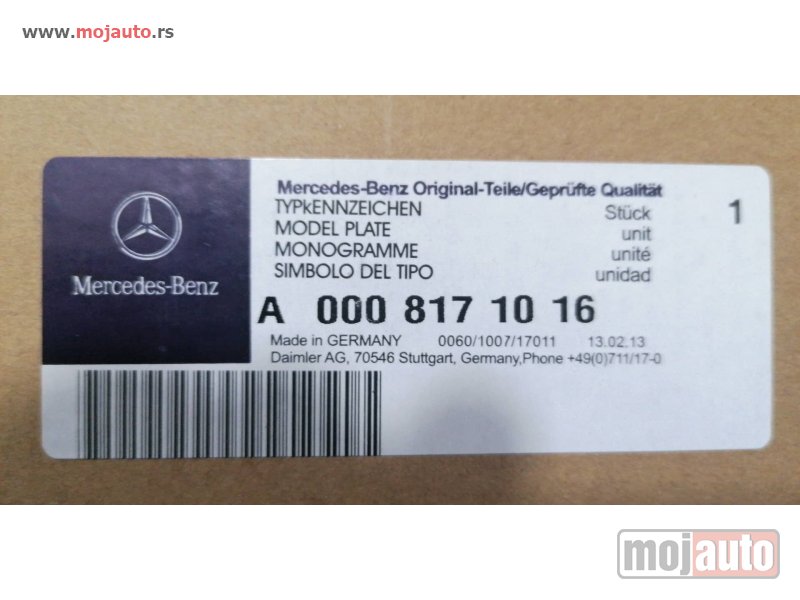 www.mojauto.rs
Mercedes-Benz Original-Teile/Geprüfte Qualität
TYPkENNZEICHEN Stück 1
MODEL PLATE unit
MONOGRAMME unité
SIMBOLO DEL TIPO unidad
Mercedes-Benz
A 000 817 10 16
Made in GERMANY 0060/1007/17011 13.02.13
Daimler AG, 70546 Stuttgart, Germany,Phone +49(0)711/17-0
mojauto